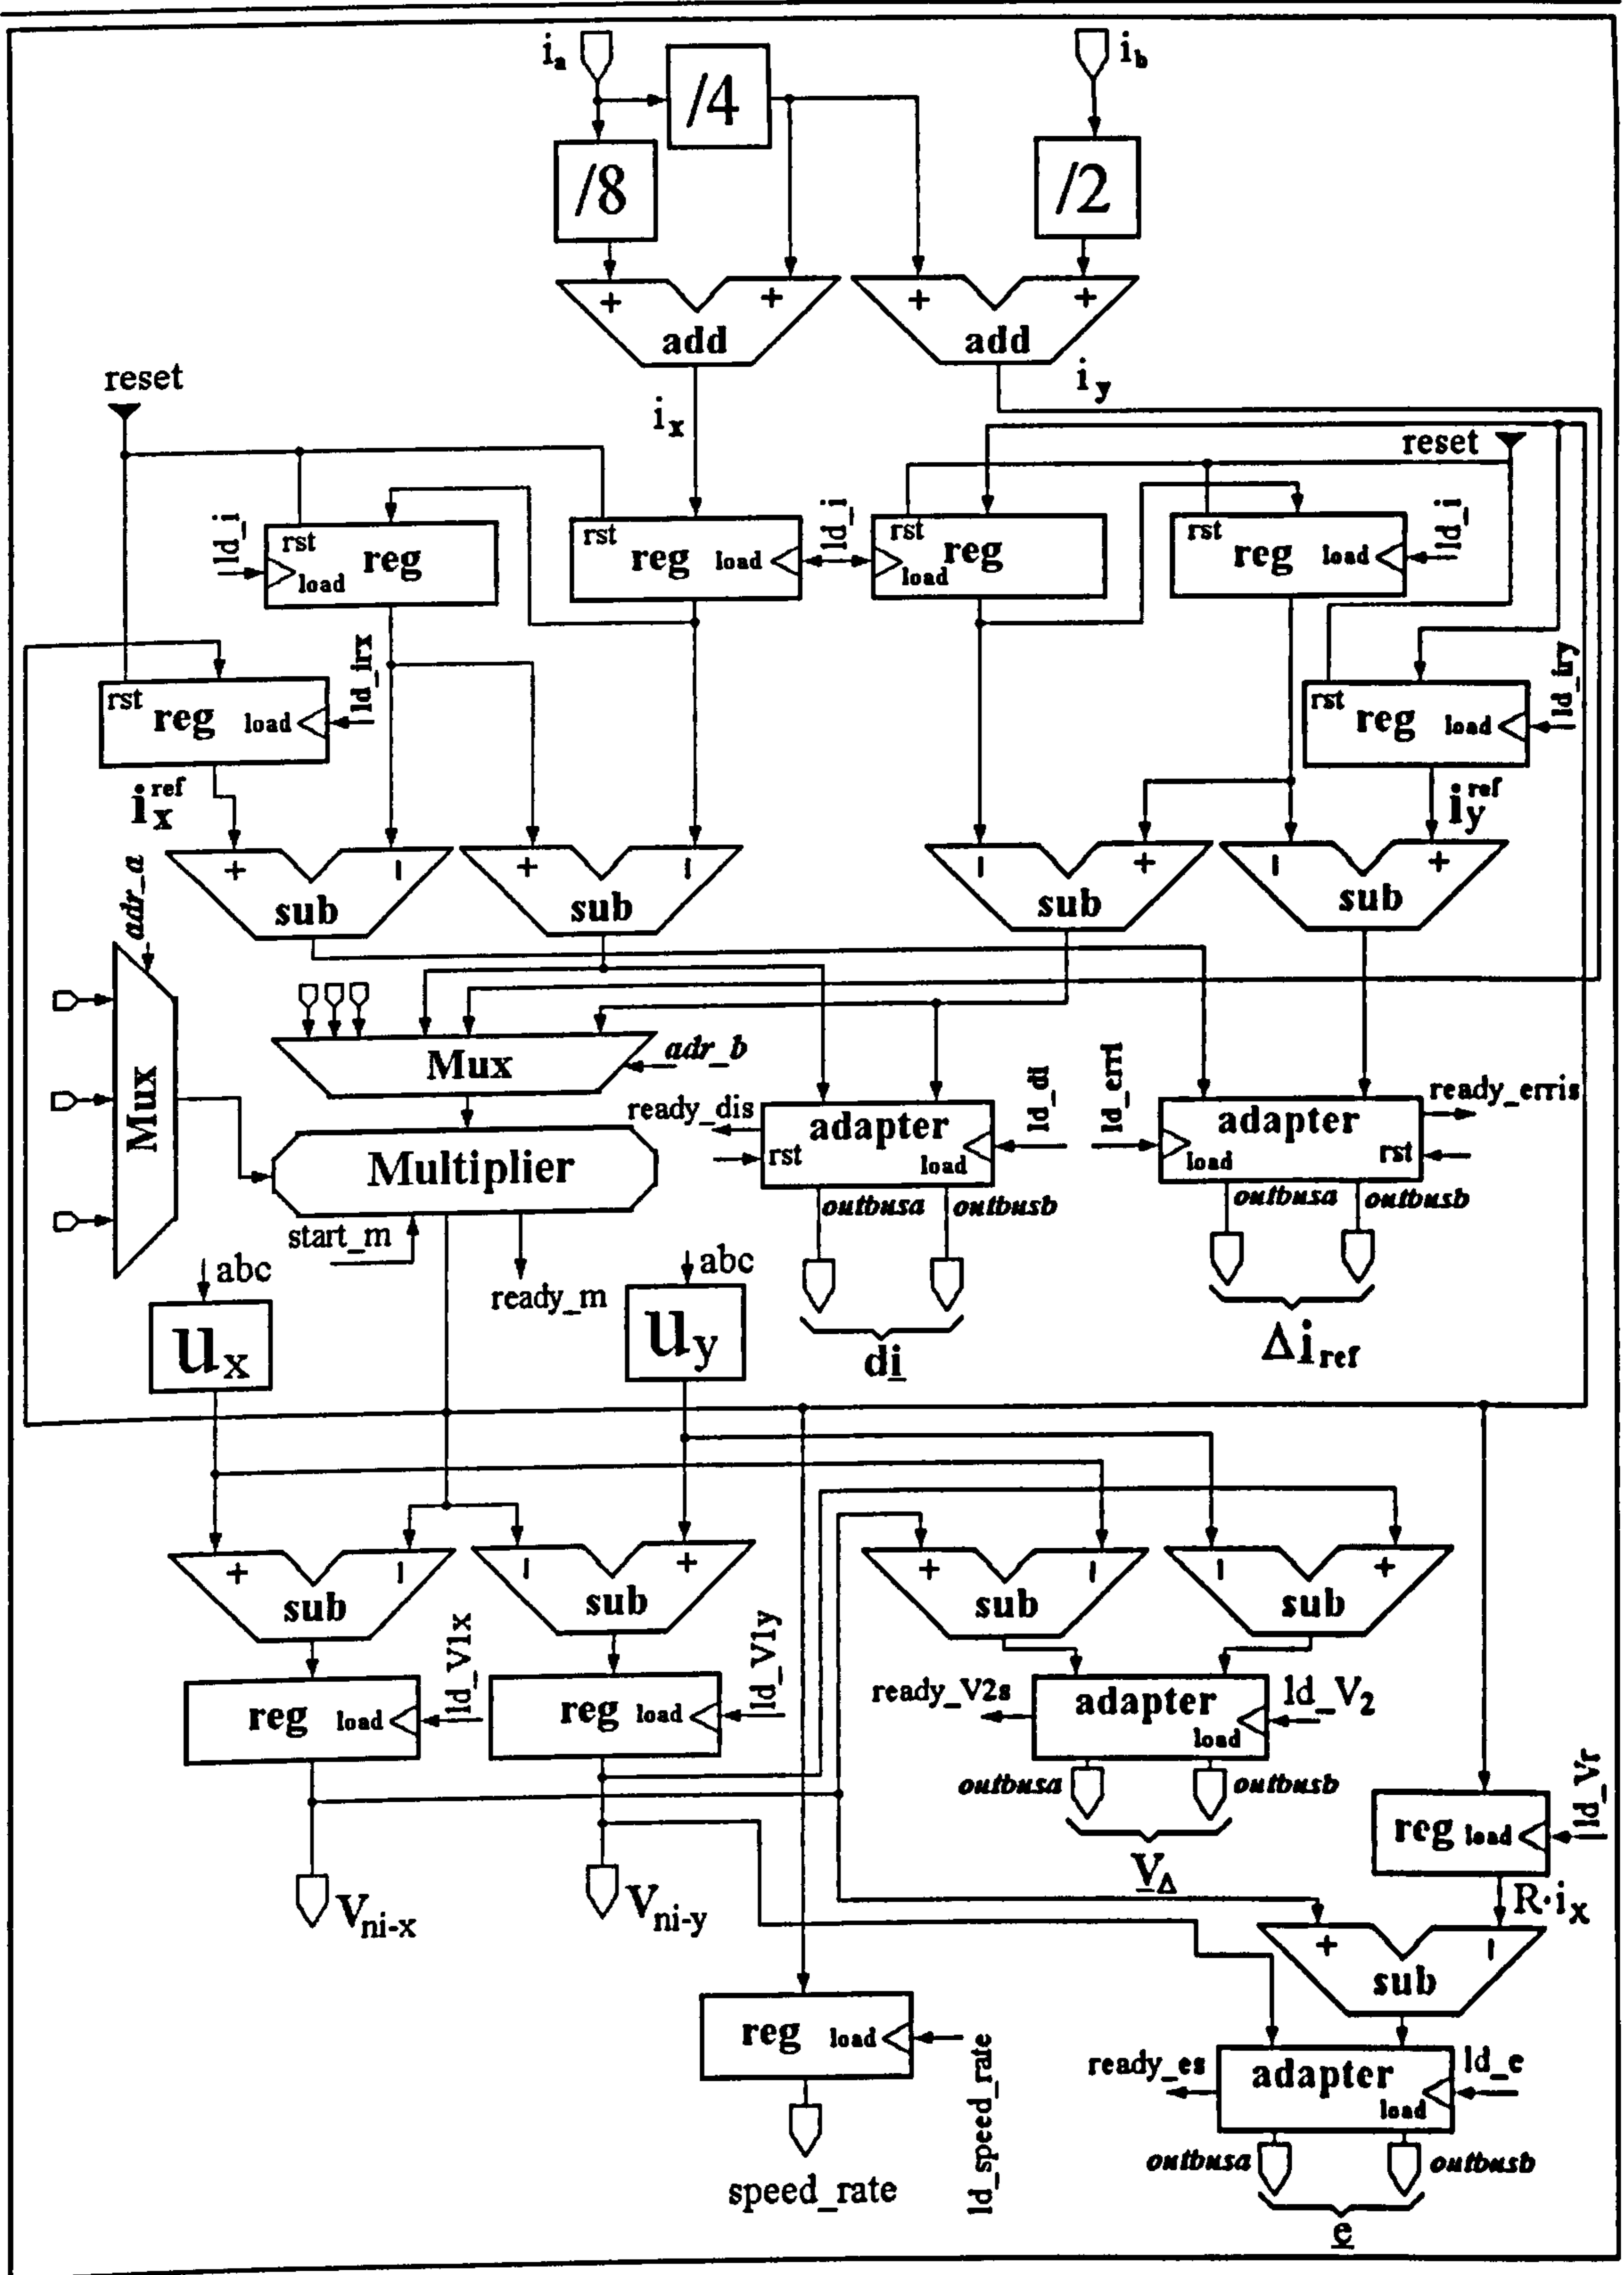 i_a
/4
i_b
/8
/2
+ +
add
+ +
add
reset
i_x
i_y
reset
ld_i
rst
reg
load
rst
reg
load
ld_i
rst
reg
load
rst
reg
load
ld_i
rst
reg
load
ld_irx
rst
reg
load
ld_iry
i_x^ref
i_y^ref
+ −
sub
+ −
sub
− +
sub
− +
sub
adr_a
Mux
Mux
adr_b
Multiplier
start_m
ready_m
ready_dis
adapter
rst
load
ld_di
outbusa
outbusb
di
ld_erri
adapter
load
rst
ready_erris
outbusa
outbusb
Δi_ref
abc
u_x
abc
u_y
+ −
sub
− +
sub
+ −
sub
− +
sub
reg
load
ld_V1x
reg
load
ld_V1y
ready_V2s
adapter
load
ld_V_2
outbusa
outbusb
V_Δ
reg
load
ld_Vr
V_ni-x
V_ni-y
R·i_x
+ −
sub
reg
load
ld_speed_rate
speed_rate
ready_es
adapter
load
ld_e
outbusa
outbusb
e